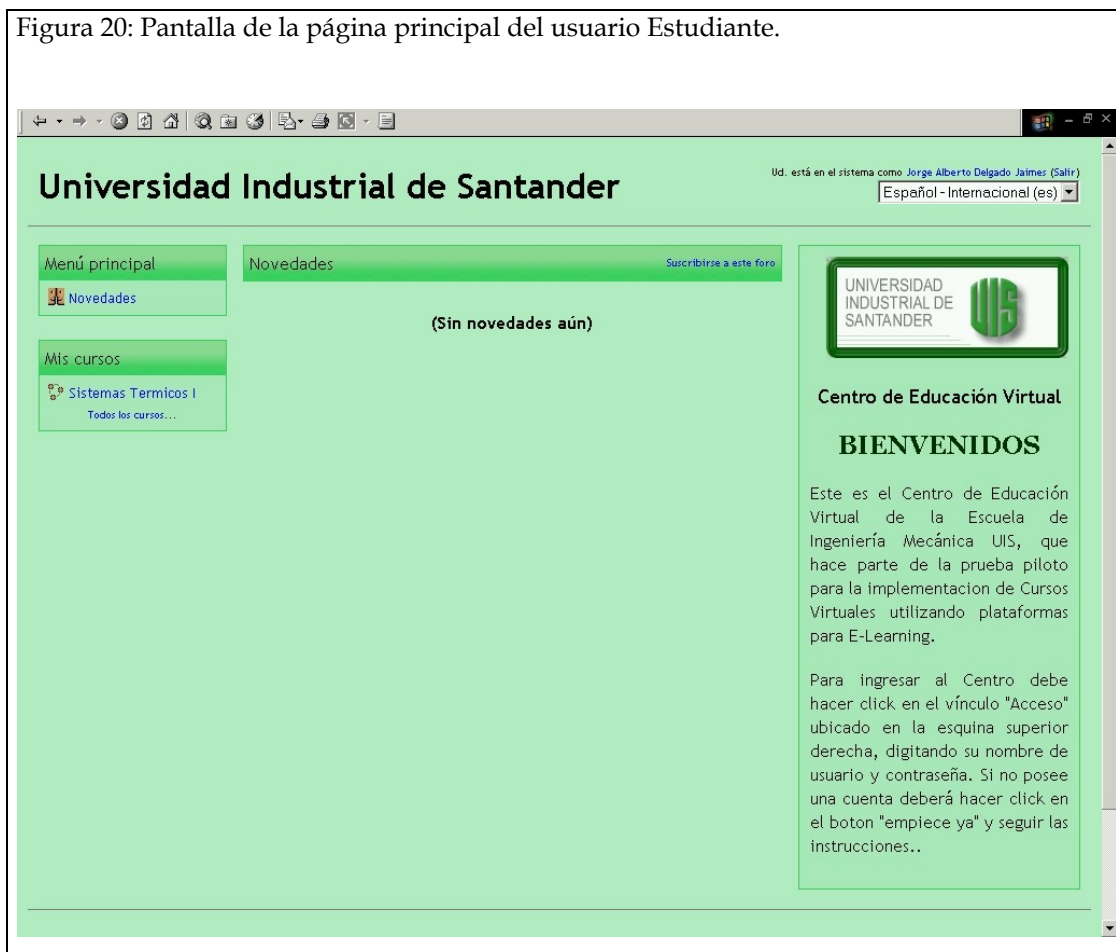 Figura 20: Pantalla de la página principal del usuario Estudiante.
Universidad Industrial de Santander
Ud. está en el sistema como Jorge Alberto Delgado Jaimes (Salir)
Español - Internacional (es)
Menú principal
Novedades
Mis cursos
Sistemas Termicos I
Todos los cursos...
Novedades
Suscribirse a este foro
(Sin novedades aún)
UNIVERSIDAD
INDUSTRIAL DE
SANTANDER
UIS
Centro de Educación Virtual
BIENVENIDOS
Este es el Centro de Educación
Virtual de la Escuela de
Ingeniería Mecánica UIS, que
hace parte de la prueba piloto
para la implementacion de Cursos
Virtuales utilizando plataformas
para E-Learning.
Para ingresar al Centro debe
hacer click en el vínculo "Acceso"
ubicado en la esquina superior
derecha, digitando su nombre de
usuario y contraseña. Si no posee
una cuenta deberá hacer click en
el boton "empiece ya" y seguir las
instrucciones..